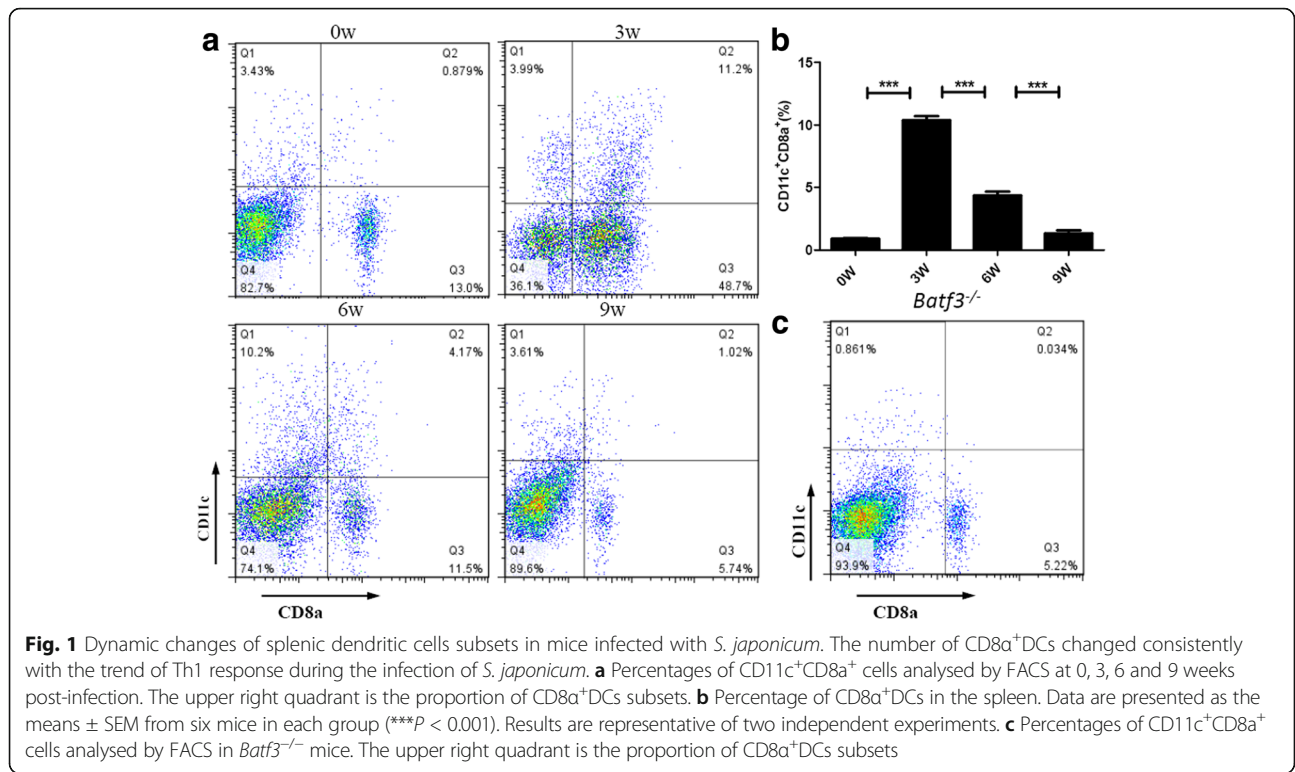 a
0w
3w
b
Q1
3.43%
Q2
0.879%
Q4
82.7%
Q3
13.0%
Q1
3.99%
Q2
11.2%
Q4
36.1%
Q3
48.7%
15
10
5
0
CD11c+CD8a+(%)
***
***
***
0W
3W
6W
9W
6w
9w
Q1
10.2%
Q2
4.17%
Q4
74.1%
Q3
11.5%
Q1
3.61%
Q2
1.02%
Q4
89.6%
Q3
5.74%
CD11c
CD8a
Batf3-/-
c
Q1
0.861%
Q2
0.034%
Q4
93.9%
Q3
5.22%
CD11c
CD8a
Fig. 1 Dynamic changes of splenic dendritic cells subsets in mice infected with S. japonicum. The number of CD8α+DCs changed consistently
with the trend of Th1 response during the infection of S. japonicum. a Percentages of CD11c+CD8a+ cells analysed by FACS at 0, 3, 6 and 9 weeks
post-infection. The upper right quadrant is the proportion of CD8α+DCs subsets. b Percentage of CD8α+DCs in the spleen. Data are presented as the
means ± SEM from six mice in each group (***P < 0.001). Results are representative of two independent experiments. c Percentages of CD11c+CD8a+
cells analysed by FACS in Batf3−/− mice. The upper right quadrant is the proportion of CD8α+DCs subsets